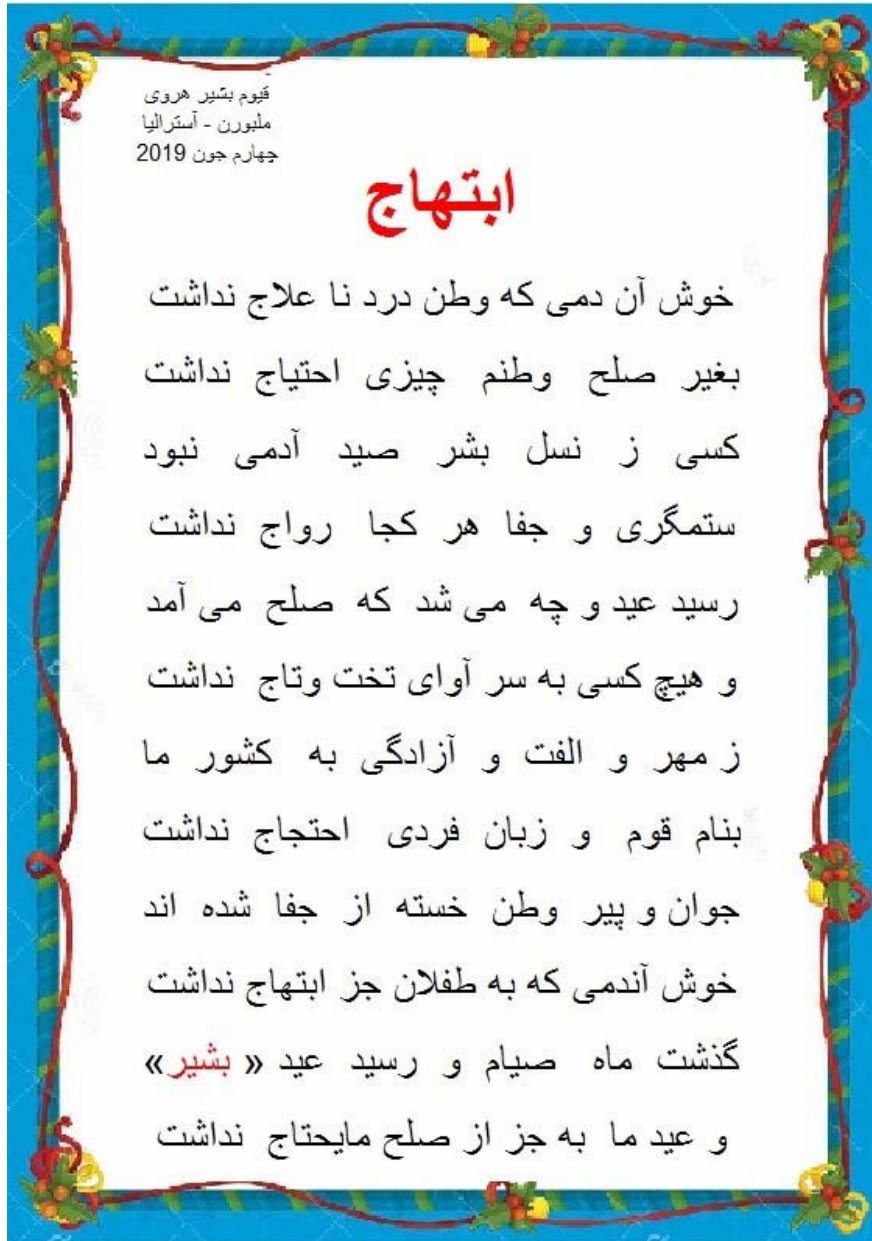 قیوم بشیر هروی
ملبورن - آسترالیا
چهارم جون 2019
ابتهاج
خوش آن دمی که وطن درد نا علاج نداشت
بغیر صلح وطنم چیزی احتیاج نداشت
کسی ز نسل بشر صید آدمی نبود
ستمگری و جفا هر کجا رواج نداشت
رسید عید و چه می شد که صلح می آمد
و هیچ کسی به سر آوای تخت وتاج نداشت
ز مهر و الفت و آزادگی به کشور ما
بنام قوم و زبان فردی احتجاج نداشت
جوان و پیر وطن خسته از جفا شده اند
خوش آندمی که به طفلان جز ابتهاج نداشت
گذشت ماه صیام و رسید عید « بشیر»
و عید ما به جز از صلح مایحتاج نداشت